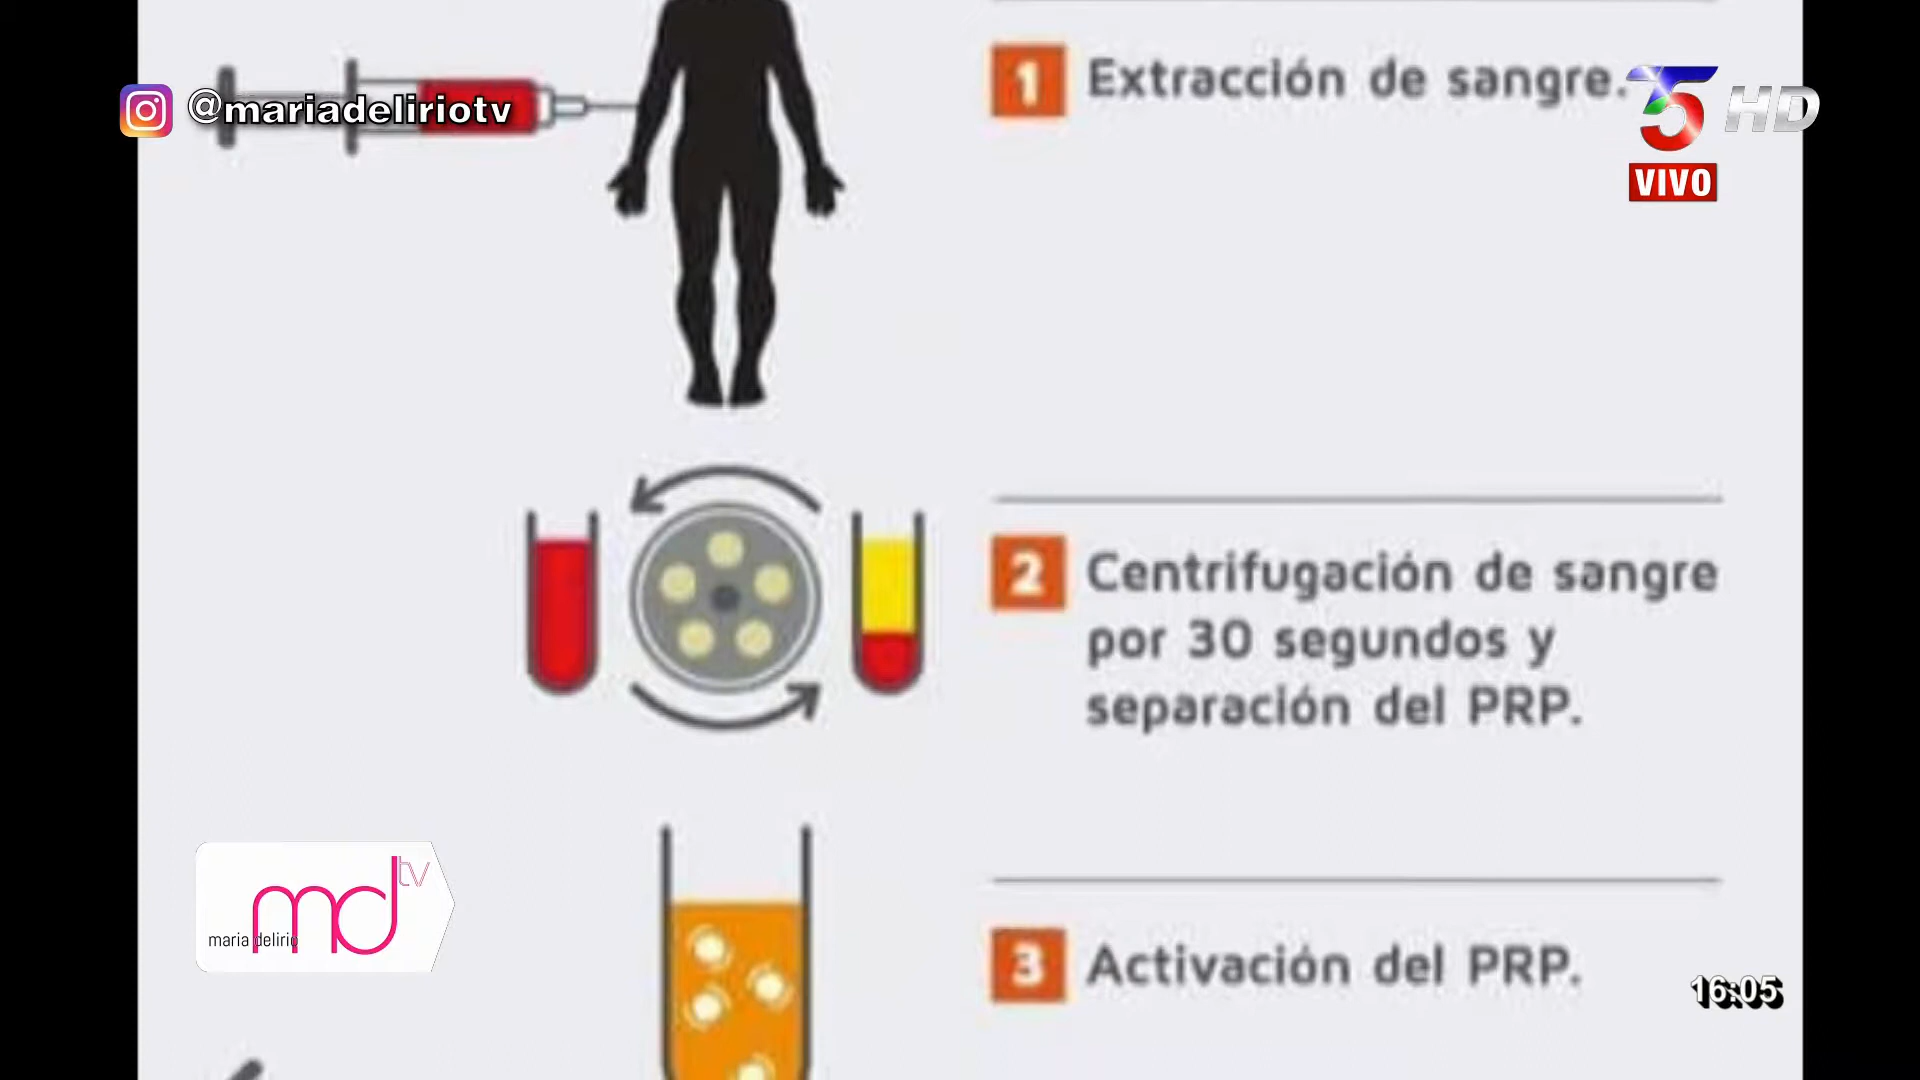 @mariadeliriotv
1 Extracción de sangre.
5 HD
VIVO
2 Centrifugación de sangre
por 30 segundos y
separación del PRP.
md tv
maria delirio
3 Activación del PRP.
16:05